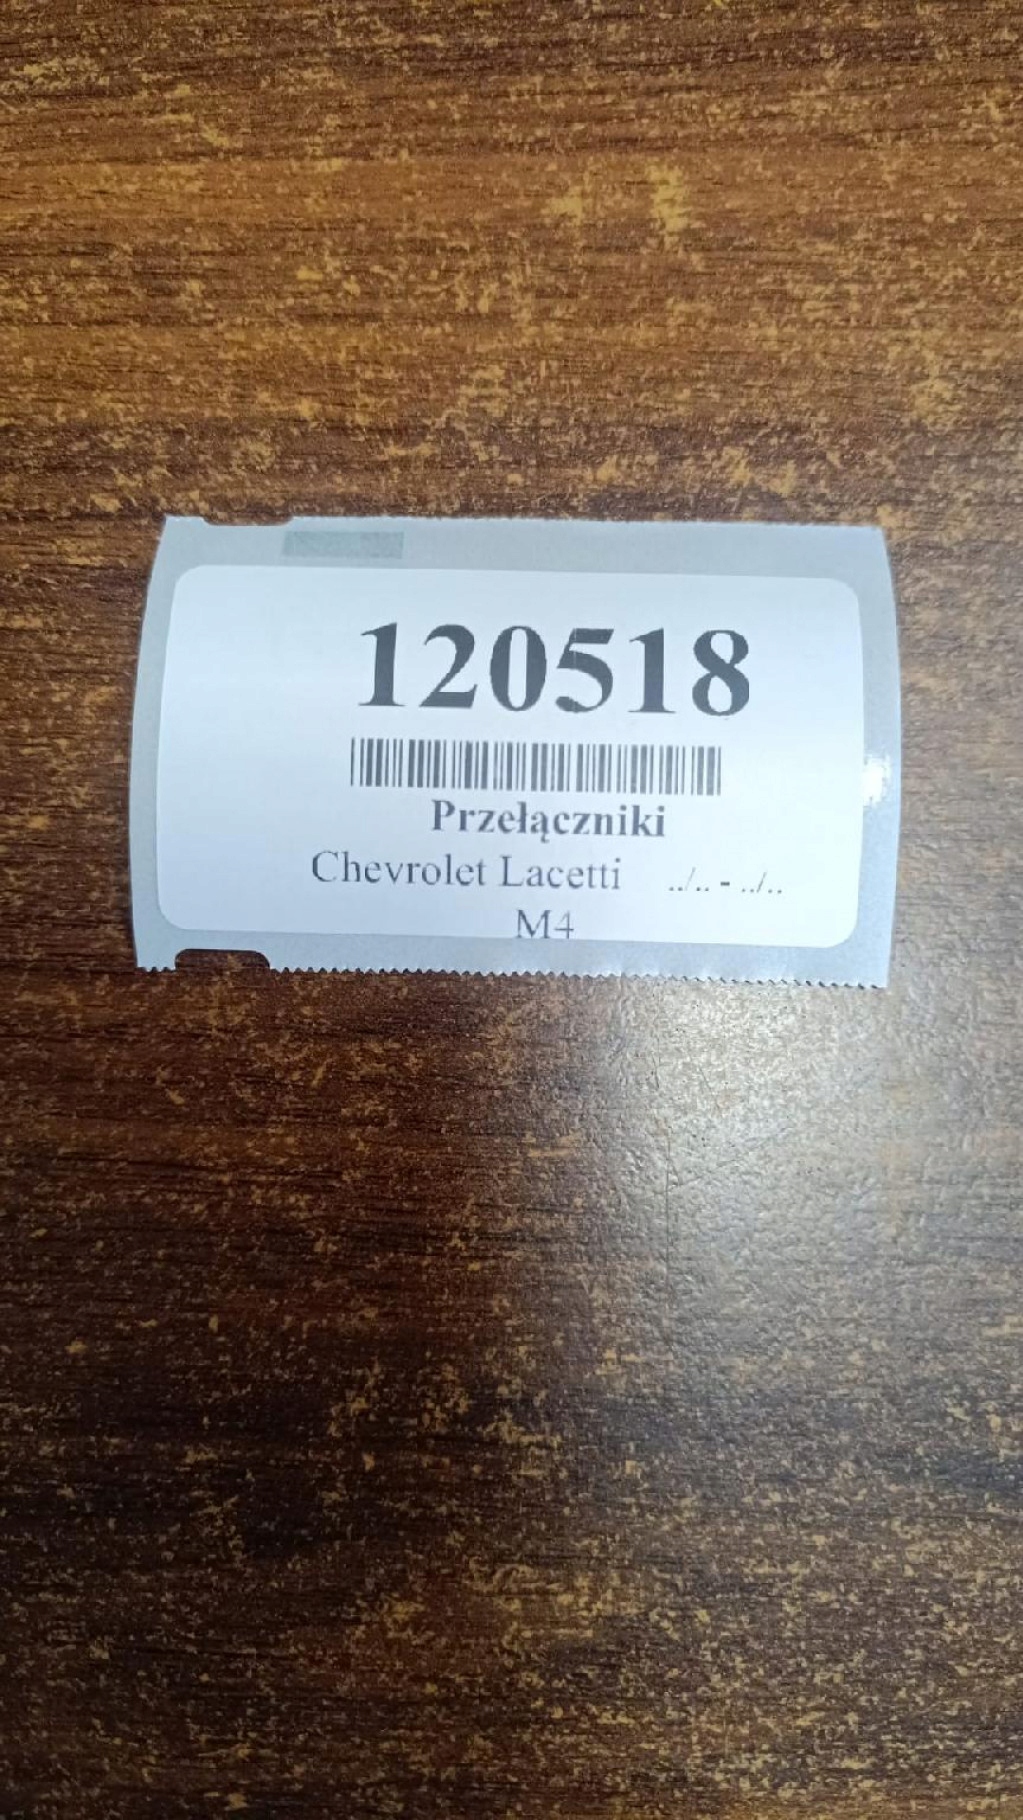 120518
Przełączniki
Chevrolet Lacetti ../.. - ../..
M4